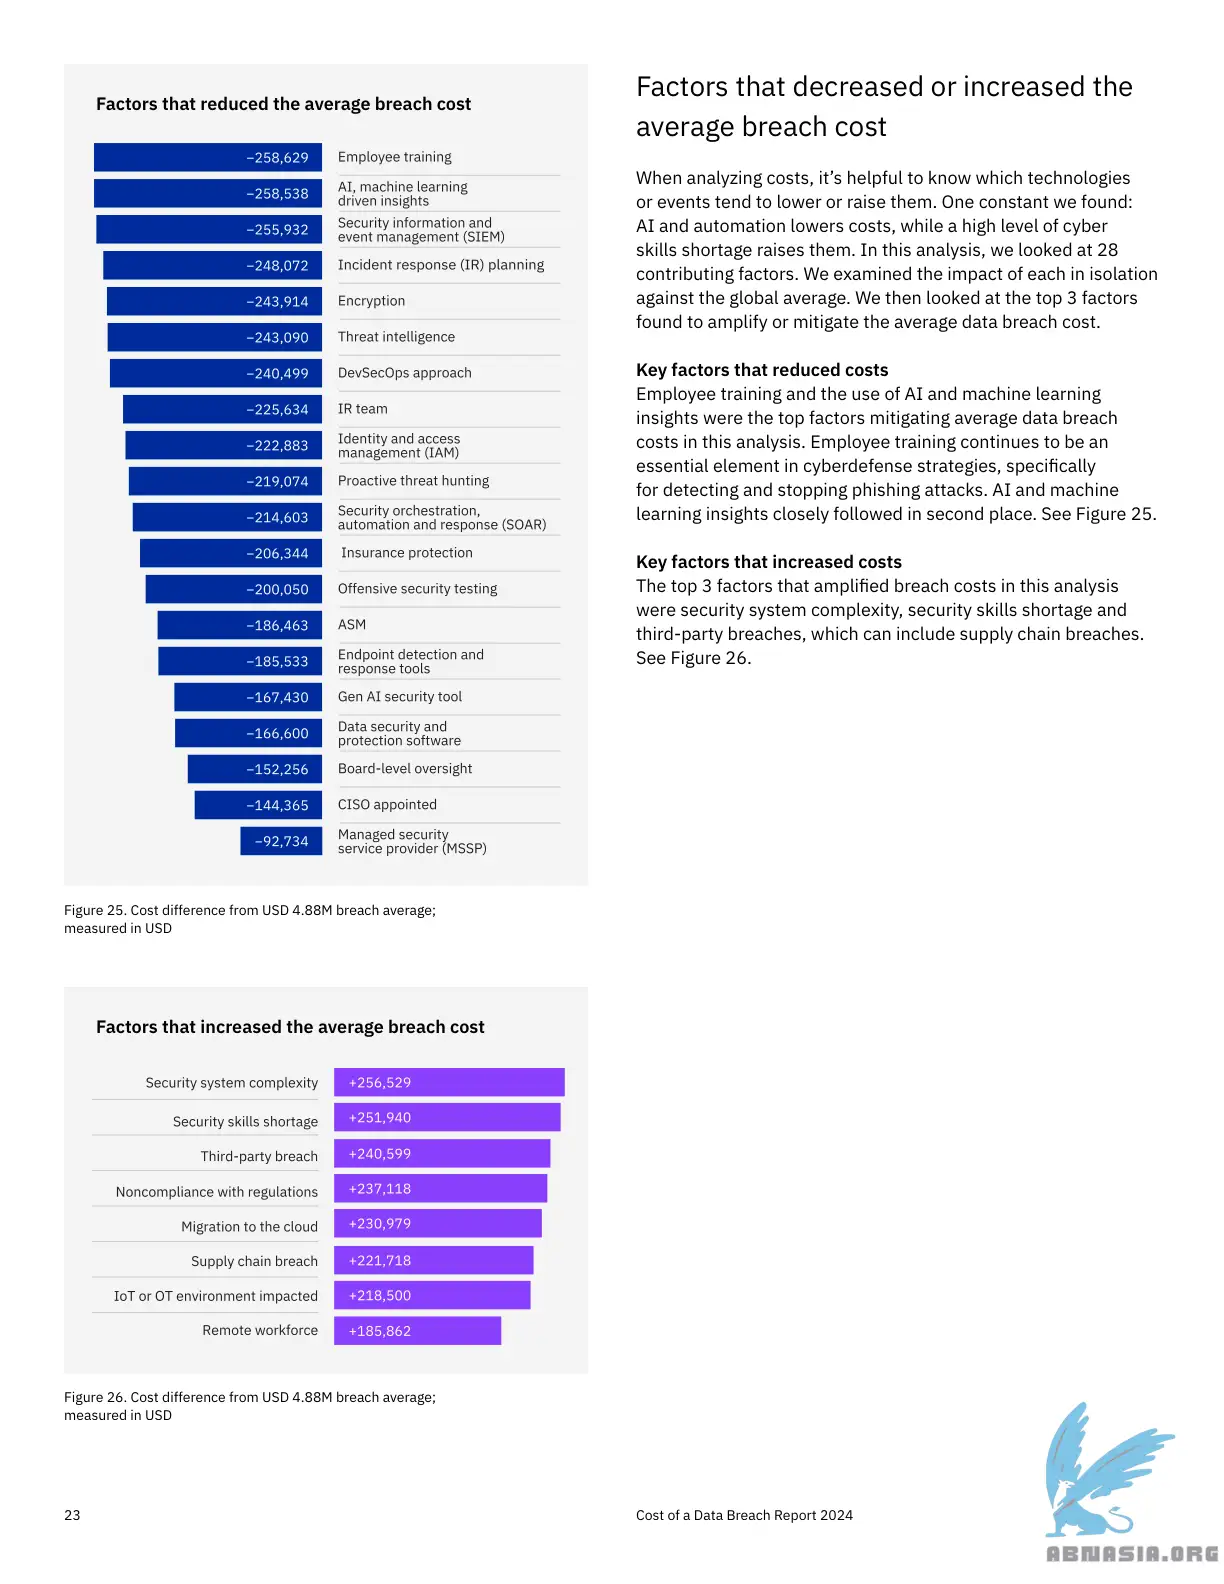 Factors that reduced the average breach cost
−258,629 Employee training
−258,538 AI, machine learning
driven insights
−255,932 Security information and
event management (SIEM)
−248,072 Incident response (IR) planning
−243,914 Encryption
−243,090 Threat intelligence
−240,499 DevSecOps approach
−225,634 IR team
−222,883 Identity and access
management (IAM)
−219,074 Proactive threat hunting
−214,603 Security orchestration,
automation and response (SOAR)
−206,344 Insurance protection
−200,050 Offensive security testing
−186,463 ASM
−185,533 Endpoint detection and
response tools
−167,430 Gen AI security tool
−166,600 Data security and
protection software
−152,256 Board-level oversight
−144,365 CISO appointed
−92,734 Managed security
service provider (MSSP)
Figure 25. Cost difference from USD 4.88M breach average;
measured in USD
Factors that increased the average breach cost
Security system complexity +256,529
Security skills shortage +251,940
Third-party breach +240,599
Noncompliance with regulations +237,118
Migration to the cloud +230,979
Supply chain breach +221,718
IoT or OT environment impacted +218,500
Remote workforce +185,862
Figure 26. Cost difference from USD 4.88M breach average;
measured in USD
Factors that decreased or increased the
average breach cost
When analyzing costs, it’s helpful to know which technologies
or events tend to lower or raise them. One constant we found:
AI and automation lowers costs, while a high level of cyber
skills shortage raises them. In this analysis, we looked at 28
contributing factors. We examined the impact of each in isolation
against the global average. We then looked at the top 3 factors
found to amplify or mitigate the average data breach cost.
Key factors that reduced costs
Employee training and the use of AI and machine learning
insights were the top factors mitigating average data breach
costs in this analysis. Employee training continues to be an
essential element in cyberdefense strategies, specifically
for detecting and stopping phishing attacks. AI and machine
learning insights closely followed in second place. See Figure 25.
Key factors that increased costs
The top 3 factors that amplified breach costs in this analysis
were security system complexity, security skills shortage and
third-party breaches, which can include supply chain breaches.
See Figure 26.
23
Cost of a Data Breach Report 2024
ABNASIA.ORG